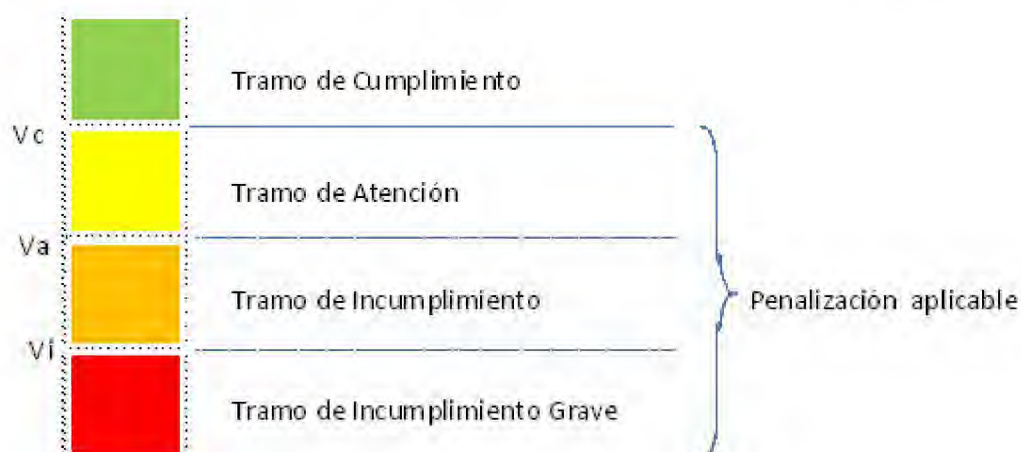 Tramo de Cumplimiento
Vc
Tramo de Atención
Va
Tramo de Incumplimiento
Penalización aplicable
Vi
Tramo de Incumplimiento Grave